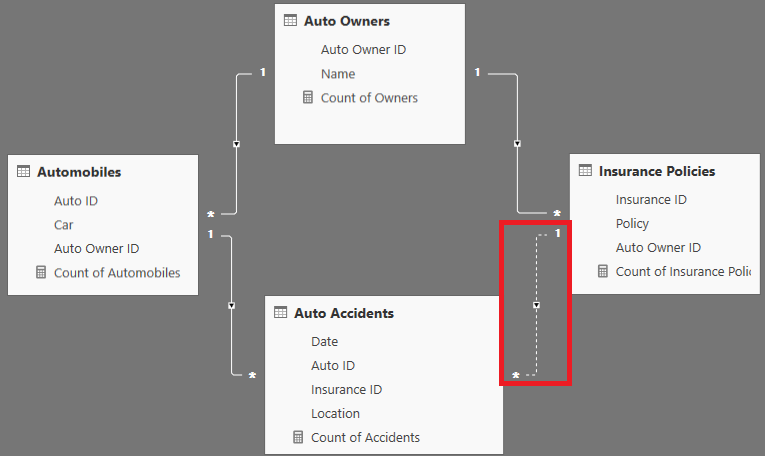 Auto Owners
Auto Owner ID
Name
Count of Owners
1
1
Automobiles
Auto ID
Car
Auto Owner ID
Count of Automobiles
*
1
Insurance Policies
Insurance ID
Policy
Auto Owner ID
Count of Insurance Poli
*
1
Auto Accidents
Date
Auto ID
Insurance ID
Location
Count of Accidents
*
*